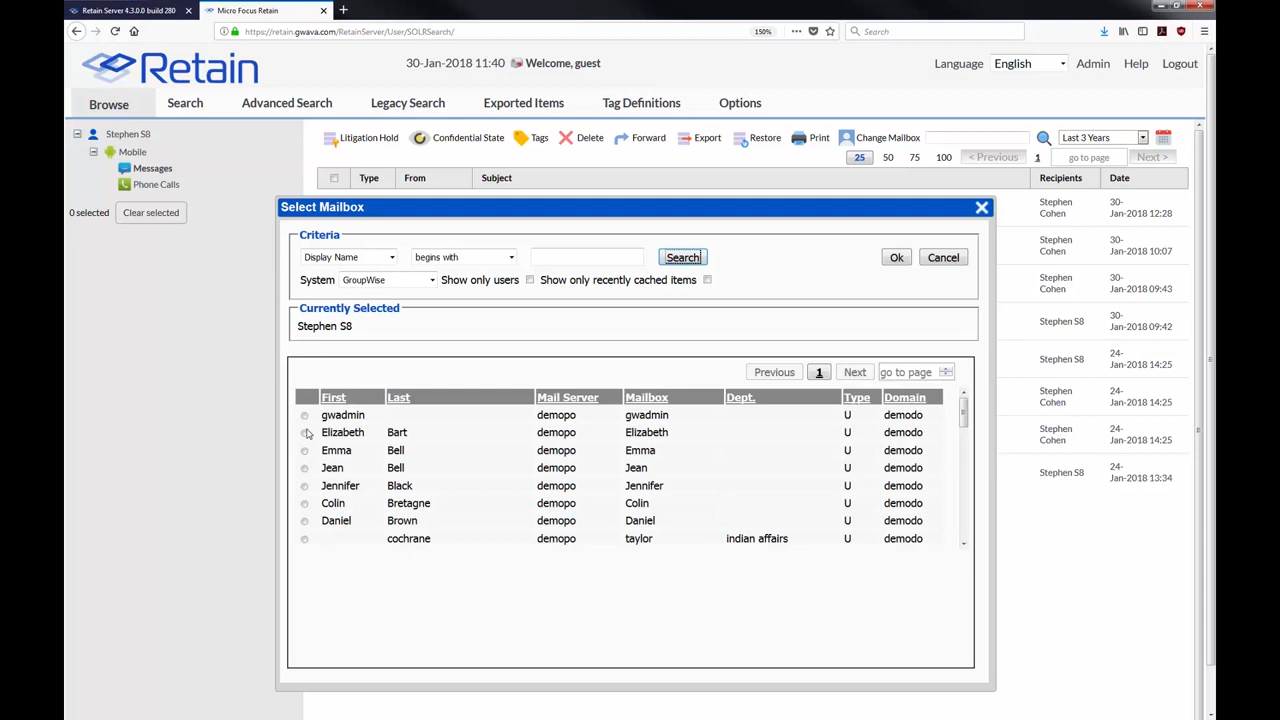 Retain Server 4.3.0.0 build 280
Micro Focus Retain
https://retain.gwava.com/RetainServer/User/SOLRSearch/
150%
Search
Retain
30-Jan-2018 11:40 Welcome, guest
Language English Admin Help Logout
Browse Search Advanced Search Legacy Search Exported Items Tag Definitions Options
Stephen S8
Mobile
Messages
Phone Calls
0 selected Clear selected
Litigation Hold Confidential State Tags Delete Forward Export Restore Print Change Mailbox Last 3 Years
25 50 75 100 < Previous 1 go to page Next >
Type From Subject Recipients Date
Stephen Cohen 30-Jan-2018 12:28
Stephen Cohen 30-Jan-2018 10:07
Stephen Cohen 30-Jan-2018 09:43
Stephen S8 30-Jan-2018 09:42
Stephen S8 24-Jan-2018 14:25
Stephen Cohen 24-Jan-2018 14:25
Stephen Cohen 24-Jan-2018 14:25
Stephen S8 24-Jan-2018 13:34
Select Mailbox
Criteria
Display Name begins with Search Ok Cancel
System GroupWise Show only users Show only recently cached items
Currently Selected
Stephen S8
Previous 1 Next go to page
First Last Mail Server Mailbox Dept. Type Domain
gwadmin demopo gwadmin U demodo
Elizabeth Bart demopo Elizabeth U demodo
Emma Bell demopo Emma U demodo
Jean Bell demopo Jean U demodo
Jennifer Black demopo Jennifer U demodo
Colin Bretagne demopo Colin U demodo
Daniel Brown demopo Daniel U demodo
cochrane demopo taylor indian affairs U demodo